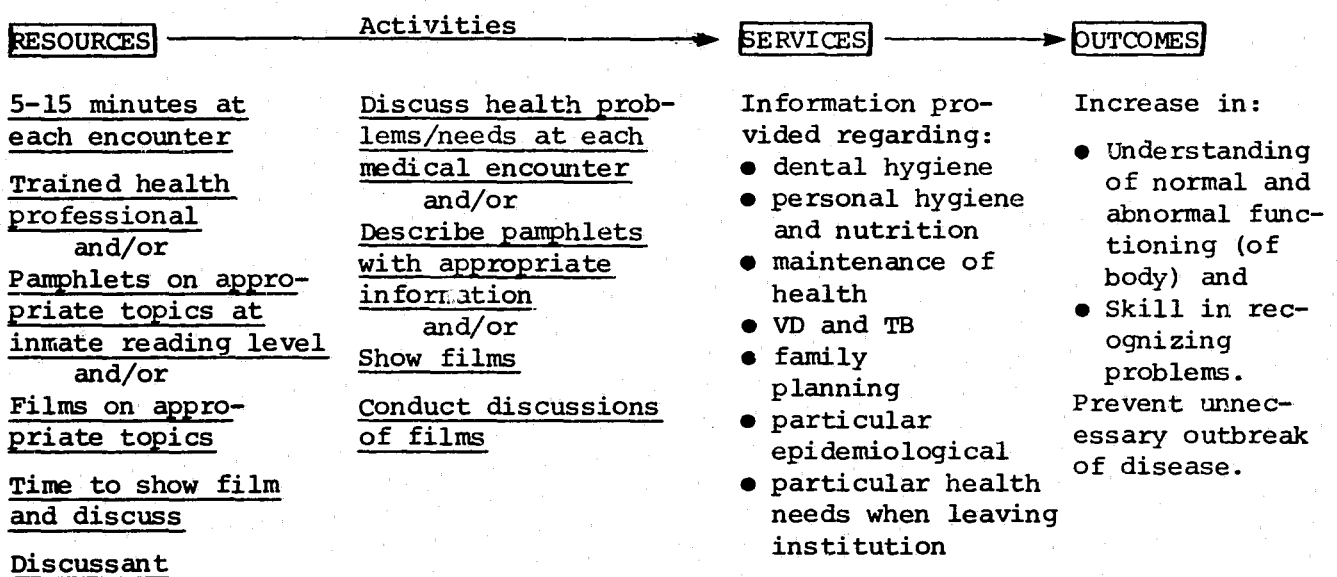 RESOURCES Activities SERVICES OUTCOMES
5-15 minutes at
each encounter
Trained health
professional
and/or
Pamphlets on appro-
priate topics at
inmate reading level
and/or
Films on appro-
priate topics
Time to show film
and discuss
Discussant
Discuss health prob-
lems/needs at each
medical encounter
and/or
Describe pamphlets
with appropriate
information
and/or
Show films
Conduct discussions
of films
Information pro-
vided regarding:
● dental hygiene
● personal hygiene
and nutrition
● maintenance of
health
● VD and TB
● family
planning
● particular
epidemiological
● particular health
needs when leaving
institution
Increase in:
● Understanding
of normal and
abnormal func-
tioning (of
body) and
● Skill in rec-
ognizing
problems.
Prevent unnec-
essary outbreak
of disease.